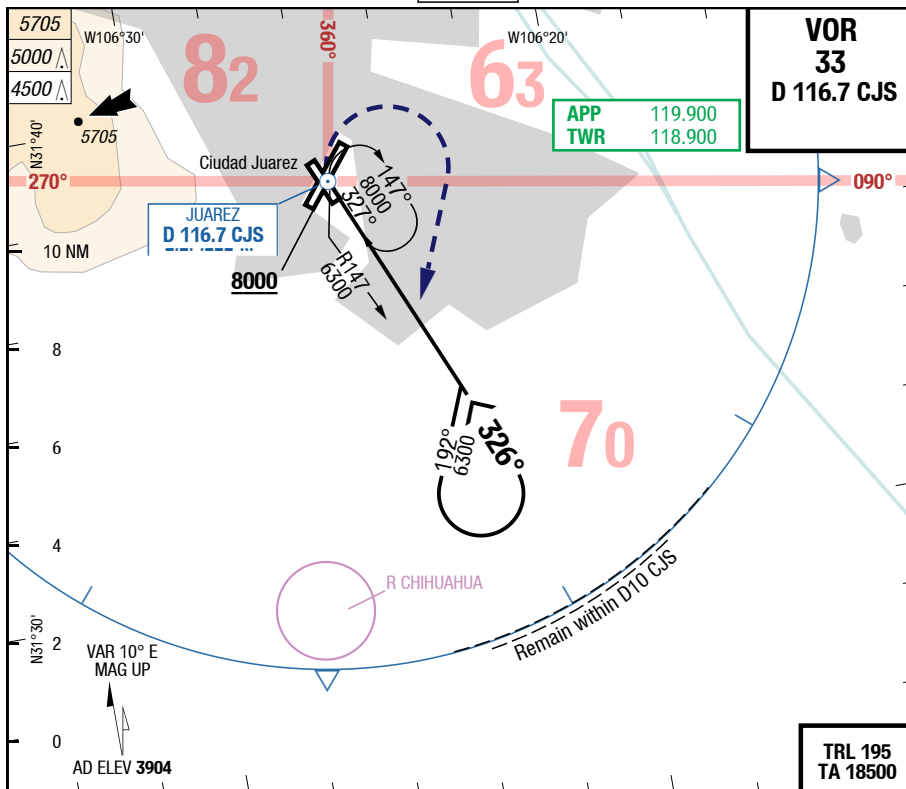 5705
5000
4500
W106°30'
360°
W106°20'
VOR
33
D 116.7 CJS
82
63
APP 119.900
TWR 118.900
5705
N31°40'
Ciudad Juarez
270°
090°
JUAREZ
D 116.7 CJS
147°
8000
327°
10 NM
8000
R147
6300
8
70
6
192°
6300
326°
4
R CHIHUAHUA
Remain within D10 CJS
N31°30'
2
VAR 10° E
MAG UP
0
AD ELEV 3904
TRL 195
TA 18500